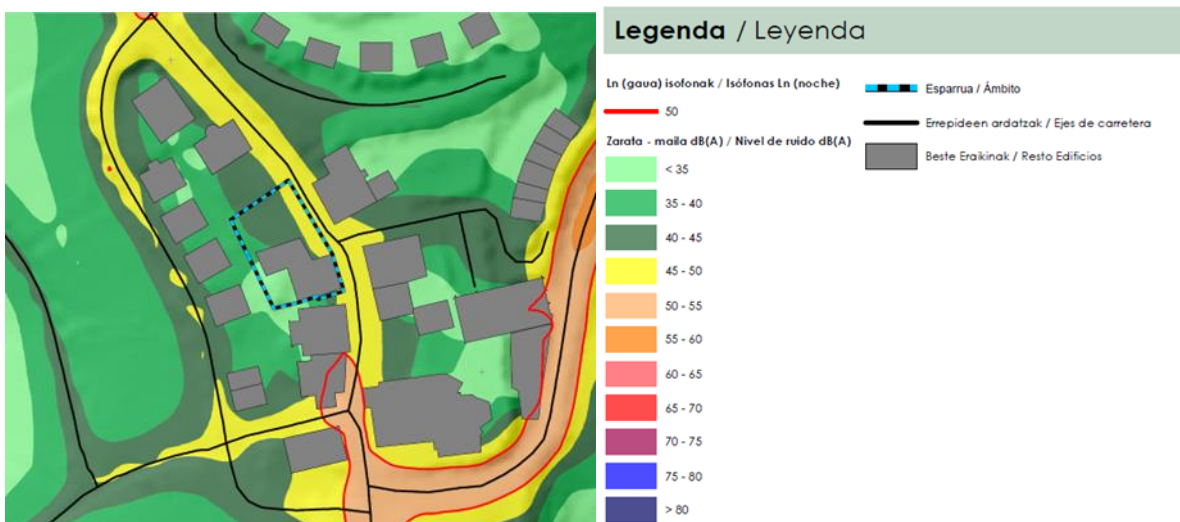 Legenda / Leyenda
Ln (gaua) isofonak / Isófonas Ln (noche)
50
Zarata - maila dB(A) / Nivel de ruido dB(A)
< 35
35 - 40
40 - 45
45 - 50
50 - 55
55 - 60
60 - 65
65 - 70
70 - 75
75 - 80
> 80
Esparrua / Ámbito
Errepideen ardatzak / Ejes de carretera
Beste Eraikinak / Resto Edificios